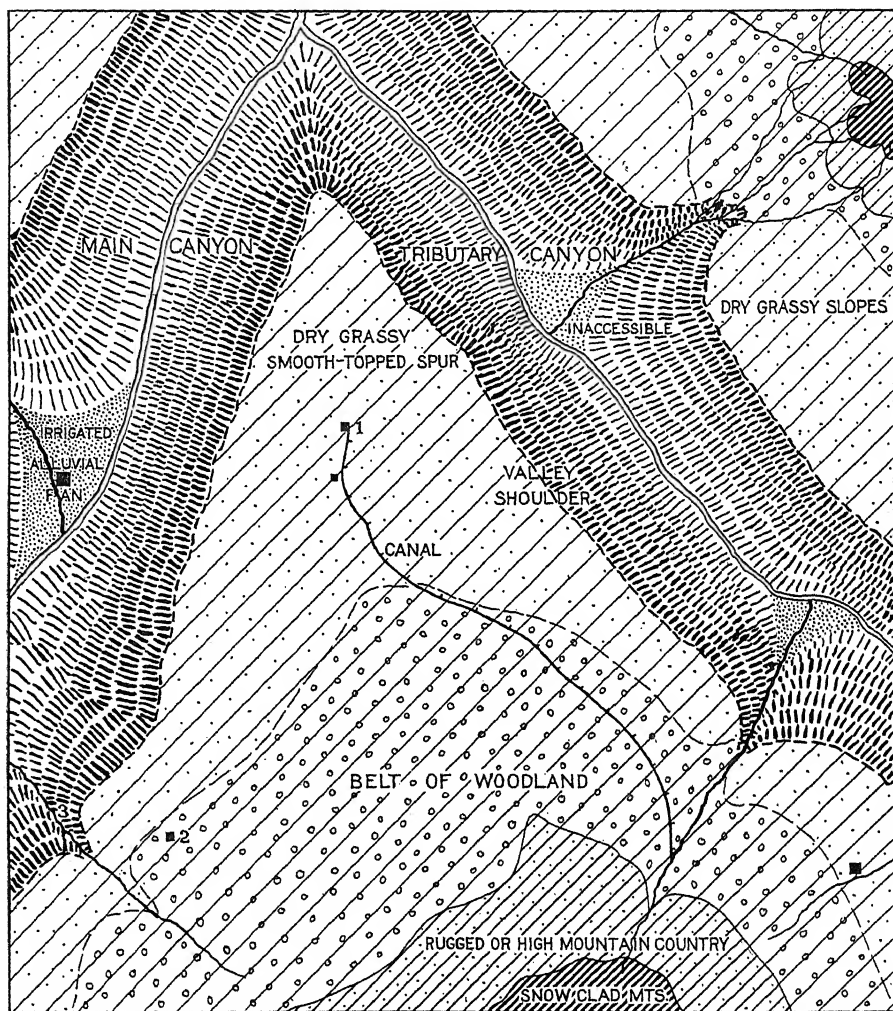 MAIN CANYON
TRIBUTARY CANYON
INACCESSIBLE
DRY GRASSY SLOPES
DRY GRASSY
SMOOTH-TOPPED SPUR
1
IRRIGATED
ALLUVIAL
FAN
VALLEY
SHOULDER
CANAL
BELT OF WOODLAND
3
2
RUGGED OR HIGH MOUNTAIN COUNTRY
SNOW CLAD MTS.